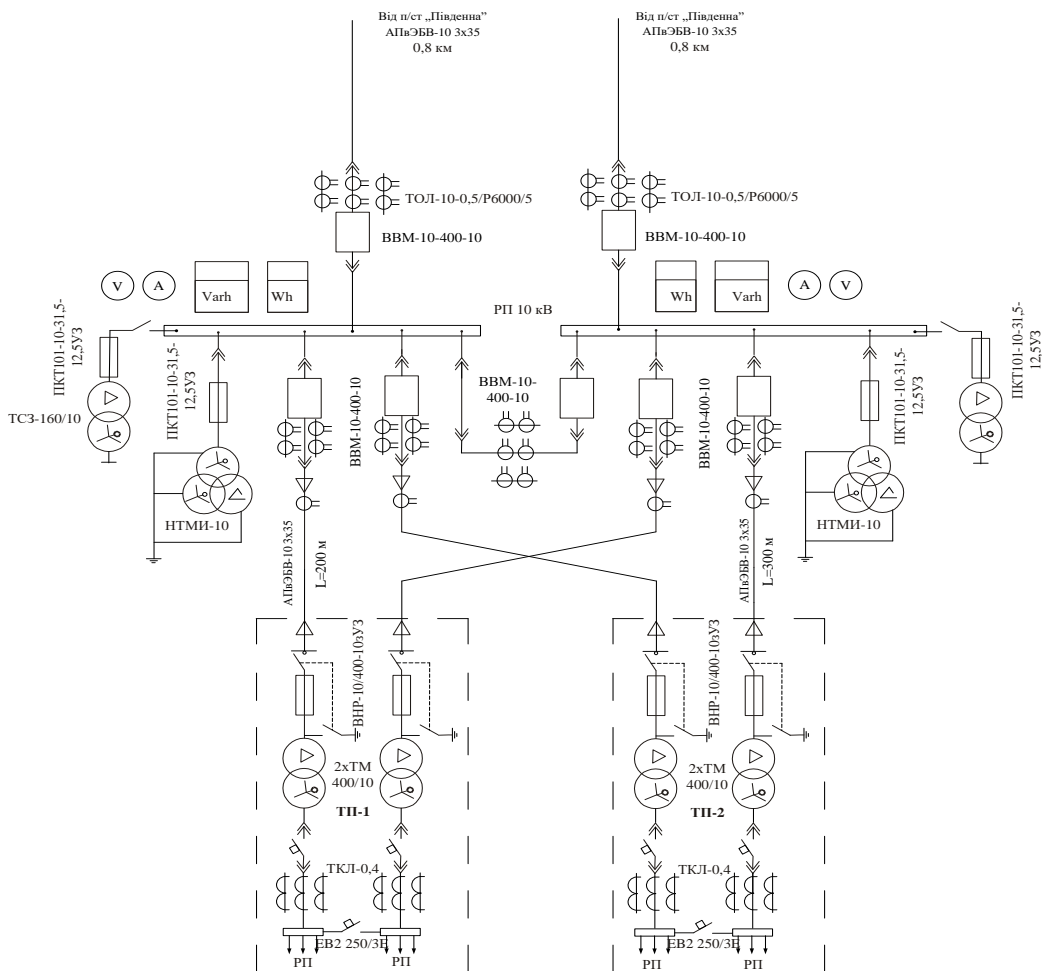 Від п/ст „Південна”
АПвЭБВ-10 3х35
0,8 км
Від п/ст „Південна”
АПвЭБВ-10 3х35
0,8 км
ТОЛ-10-0,5/Р6000/5
ТОЛ-10-0,5/Р6000/5
ВВМ-10-400-10
ВВМ-10-400-10
V
A
Varh
Wh
РП 10 кВ
Wh
Varh
A
V
ПКТ101-10-31,5-
12,5УЗ
ТСЗ-160/10
ПКТ101-10-31,5-
12,5УЗ
ВВМ-10-400-10
ВВМ-10-
400-10
ВВМ-10-400-10
ПКТ101-10-31,5-
12,5УЗ
ПКТ101-10-31,5-
12,5УЗ
НТМИ-10
НТМИ-10
АПвЭБВ-10 3х35
L=200 м
АПвЭБВ-10 3х35
L=300 м
ВНР-10/400-10зУЗ
ВНР-10/400-10зУЗ
2хТМ
400/10
ТП-1
2хТМ
400/10
ТП-2
ТКЛ-0,4
ТКЛ-0,4
ЕВ2 250/3Е
ЕВ2 250/3Е
РП
РП
РП
РП